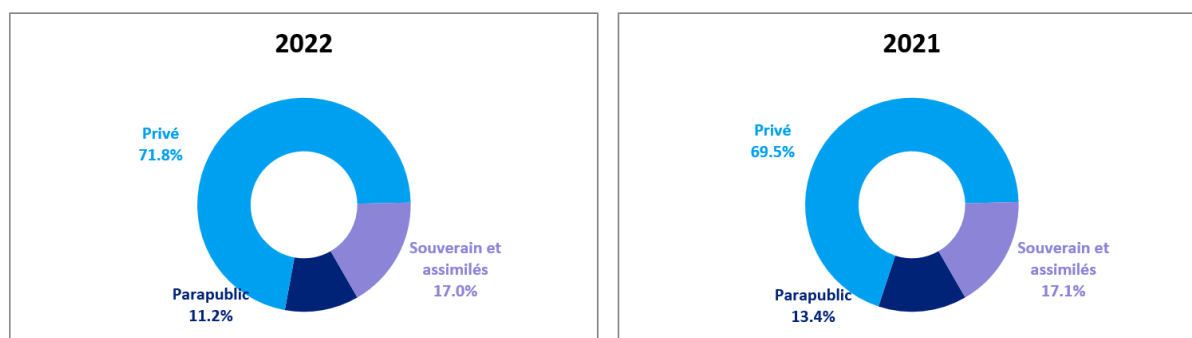 2022
Privé
71.8%
Souverain et
assimilés
17.0%
Parapublic
11.2%
2021
Privé
69.5%
Souverain et
assimilés
17.1%
Parapublic
13.4%